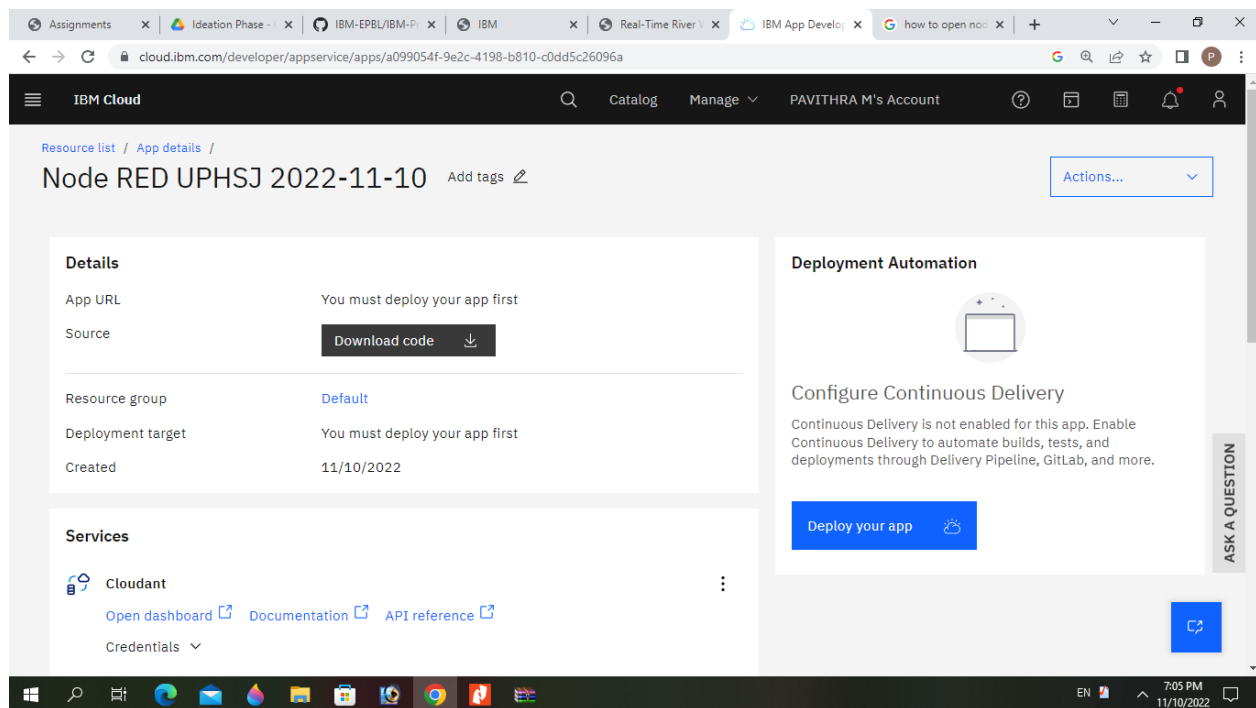 Assignments
Ideation Phase -
IBM-EPBL/IBM-Pr
IBM
Real-Time River
IBM App Develop
how to open nod
cloud.ibm.com/developer/appservice/apps/a099054f-9e2c-4198-b810-c0dd5c26096a
G
P
IBM Cloud
Catalog
Manage
PAVITHRA M's Account
Resource list / App details /
Node RED UPHSJ 2022-11-10
Add tags
Actions...
Details
App URL
You must deploy your app first
Source
Download code
Resource group
Default
Deployment target
You must deploy your app first
Created
11/10/2022
Services
Cloudant
Open dashboard
Documentation
API reference
Credentials
Deployment Automation
Configure Continuous Delivery
Continuous Delivery is not enabled for this app. Enable
Continuous Delivery to automate builds, tests, and
deployments through Delivery Pipeline, GitLab, and more.
Deploy your app
ASK A QUESTION
EN
7:05 PM
11/10/2022